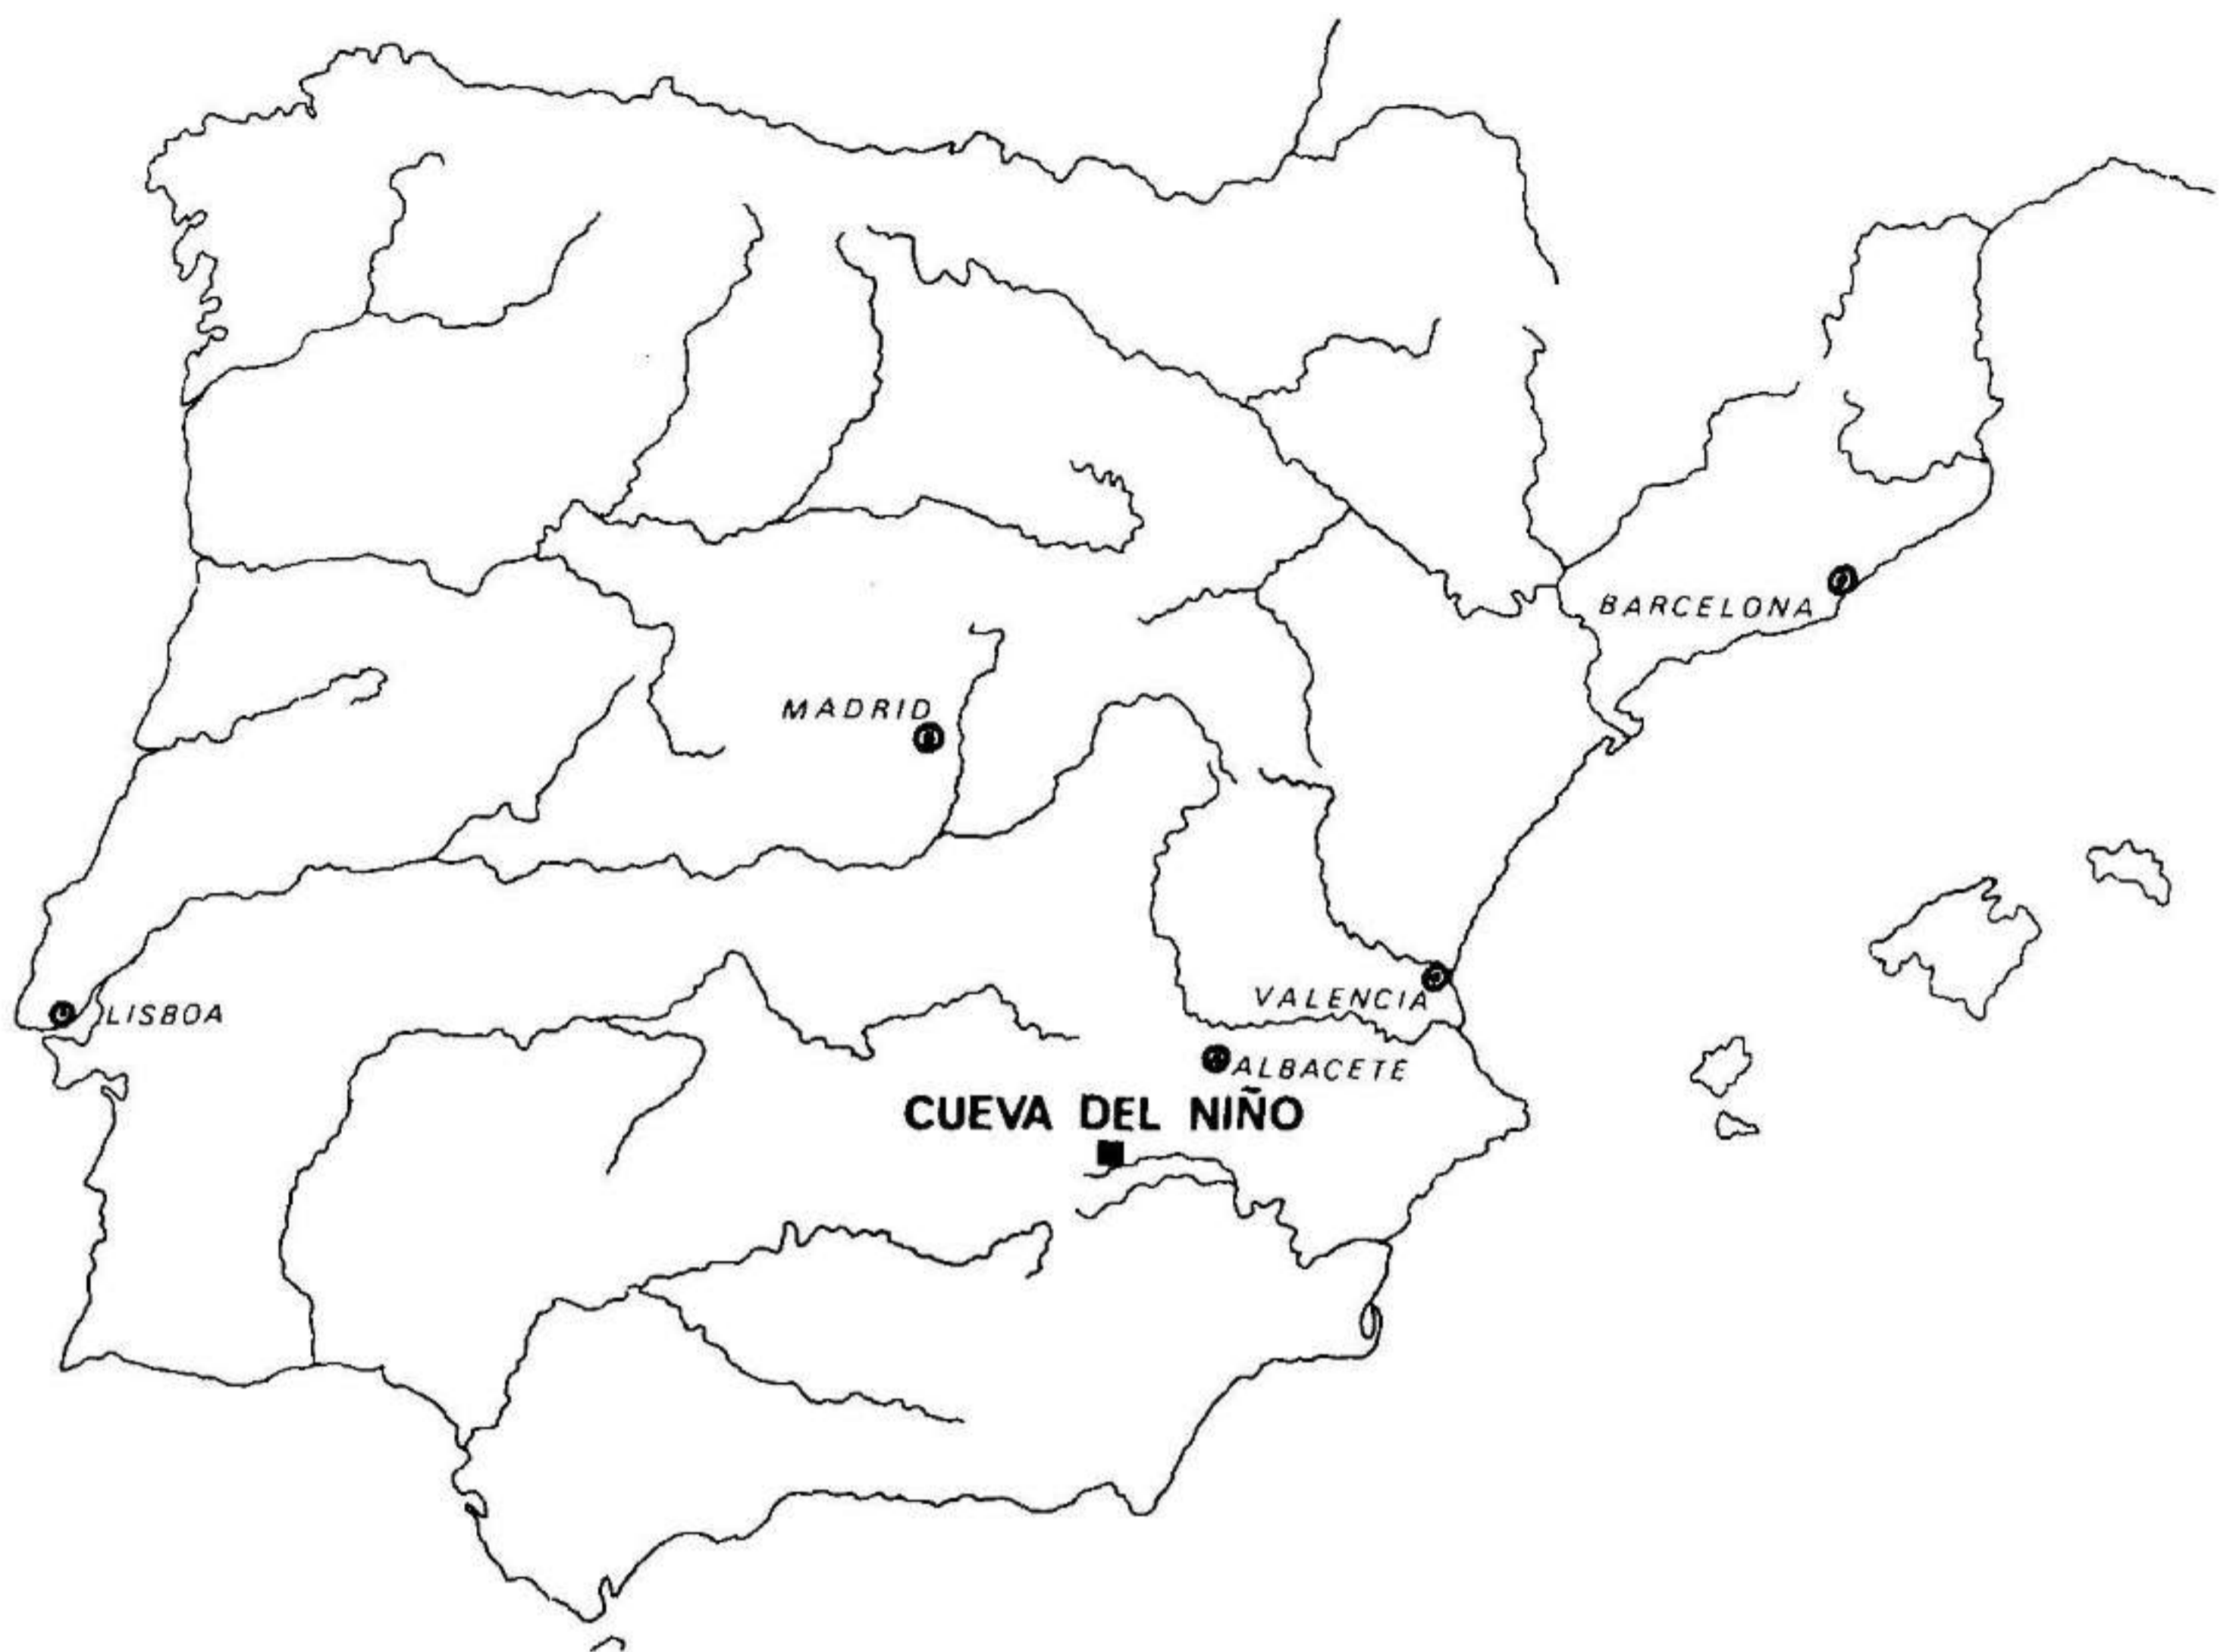 BARCELONA
MADRID
VALENCIA
LISBOA
ALBACETE
CUEVA DEL NIÑO